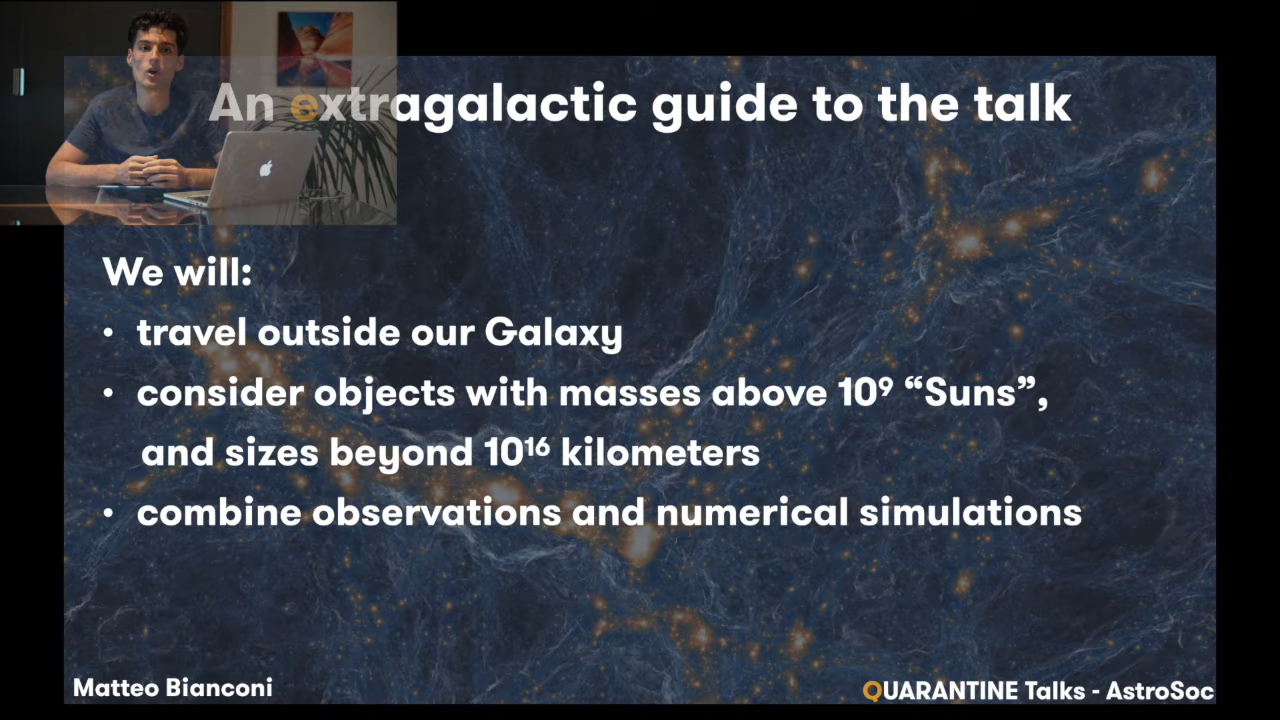 An extragalactic guide to the talk
We will:
• travel outside our Galaxy
• consider objects with masses above 10⁹ “Suns”,
and sizes beyond 10¹⁶ kilometers
• combine observations and numerical simulations
Matteo Bianconi
QUARANTINE Talks - AstroSoc